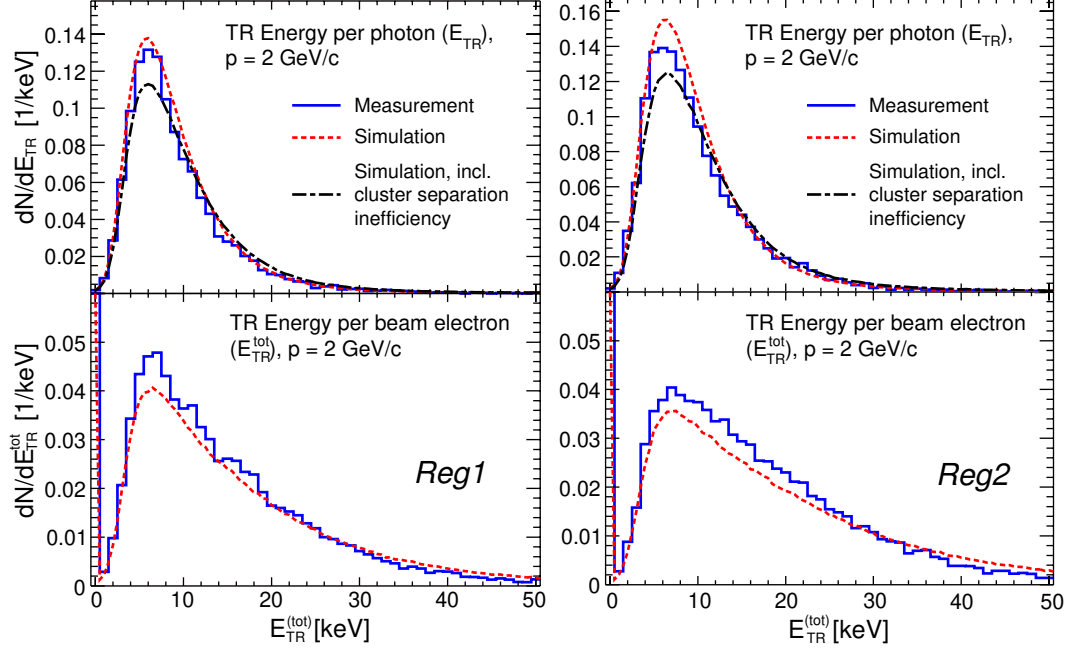 TR Energy per photon (E_TR),
p = 2 GeV/c
Measurement
Simulation
Simulation, incl.
cluster separation
inefficiency
dN/dE_TR [1/keV]
0.14
0.12
0.1
0.08
0.06
0.04
0.02
TR Energy per beam electron
(E_TR^tot), p = 2 GeV/c
Reg1
dN/dE_TR^tot [1/keV]
0.05
0.04
0.03
0.02
0.01
0
0 10 20 30 40 50
E_TR^(tot) [keV]
TR Energy per photon (E_TR),
p = 2 GeV/c
Measurement
Simulation
Simulation, incl.
cluster separation
inefficiency
0.16
0.14
0.12
0.1
0.08
0.06
0.04
0.02
TR Energy per beam electron
(E_TR^tot), p = 2 GeV/c
Reg2
0.05
0.04
0.03
0.02
0.01
0
0 10 20 30 40 50
E_TR^(tot) [keV]